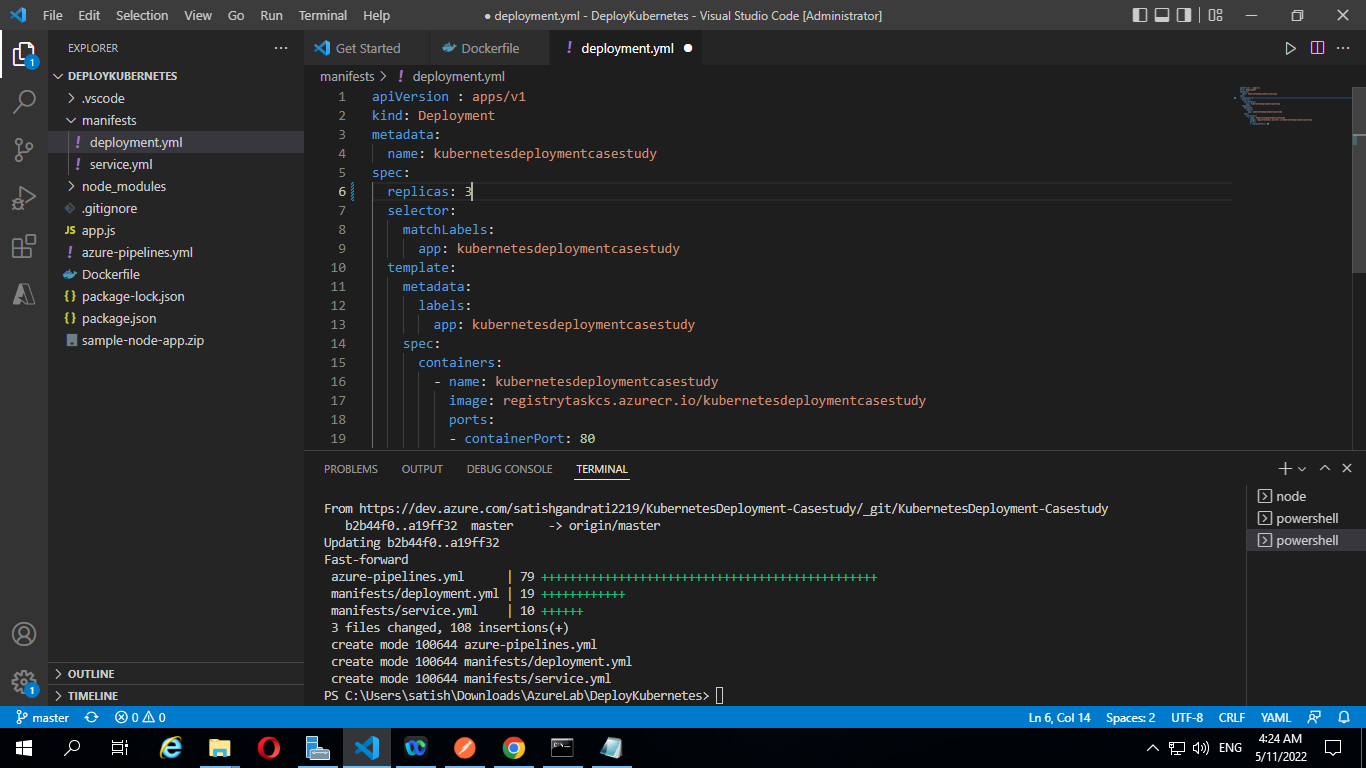 File Edit Selection View Go Run Terminal Help
● deployment.yml - DeployKubernetes - Visual Studio Code [Administrator]
EXPLORER
DEPLOYKUBERNETES
.vscode
manifests
! deployment.yml
! service.yml
node_modules
.gitignore
JS app.js
! azure-pipelines.yml
Dockerfile
{} package-lock.json
{} package.json
sample-node-app.zip
OUTLINE
TIMELINE
1
1
Get Started
Dockerfile
! deployment.yml ●
manifests > ! deployment.yml
1 apiVersion : apps/v1
2 kind: Deployment
3 metadata:
4 name: kubernetesdeploymentcasestudy
5 spec:
6 replicas: 3
7 selector:
8 matchLabels:
9 app: kubernetesdeploymentcasestudy
10 template:
11 metadata:
12 labels:
13 app: kubernetesdeploymentcasestudy
14 spec:
15 containers:
16 - name: kubernetesdeploymentcasestudy
17 image: registrytaskcs.azurecr.io/kubernetesdeploymentcasestudy
18 ports:
19 - containerPort: 80
PROBLEMS OUTPUT DEBUG CONSOLE TERMINAL
From https://dev.azure.com/satishgandrati2219/KubernetesDeployment-Casestudy/_git/KubernetesDeployment-Casestudy
b2b44f0..a19ff32 master -> origin/master
Updating b2b44f0..a19ff32
Fast-forward
azure-pipelines.yml | 79 ++++++++++++++++++++++++++++++++++++++++++++++++
manifests/deployment.yml | 19 ++++++++++++
manifests/service.yml | 10 ++++++
3 files changed, 108 insertions(+)
create mode 100644 azure-pipelines.yml
create mode 100644 manifests/deployment.yml
create mode 100644 manifests/service.yml
PS C:\Users\satish\Downloads\AzureLab\DeployKubernetes>
node
powershell
powershell
master 0 0 Ln 6, Col 14 Spaces: 2 UTF-8 CRLF YAML
ENG
4:24 AM
5/11/2022